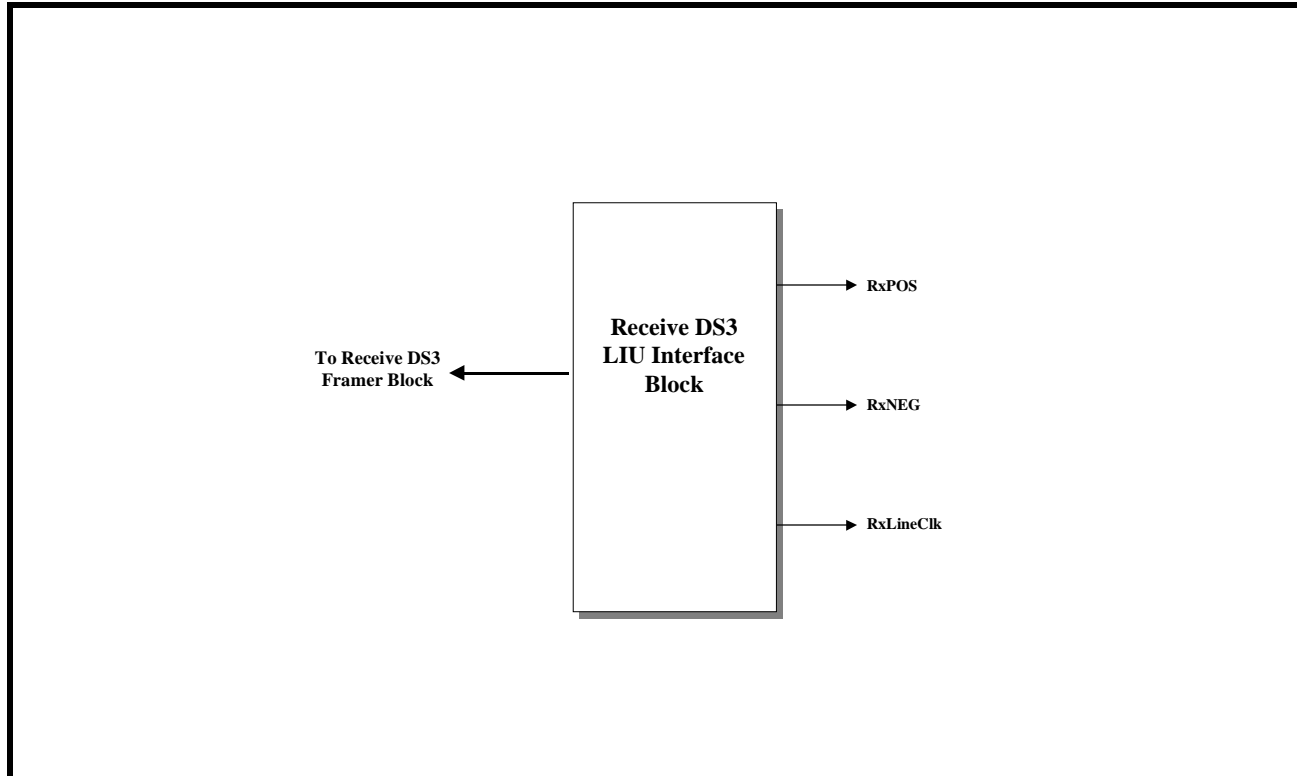 Receive DS3
LIU Interface
Block
To Receive DS3
Framer Block
RxPOS
RxNEG
RxLineClk